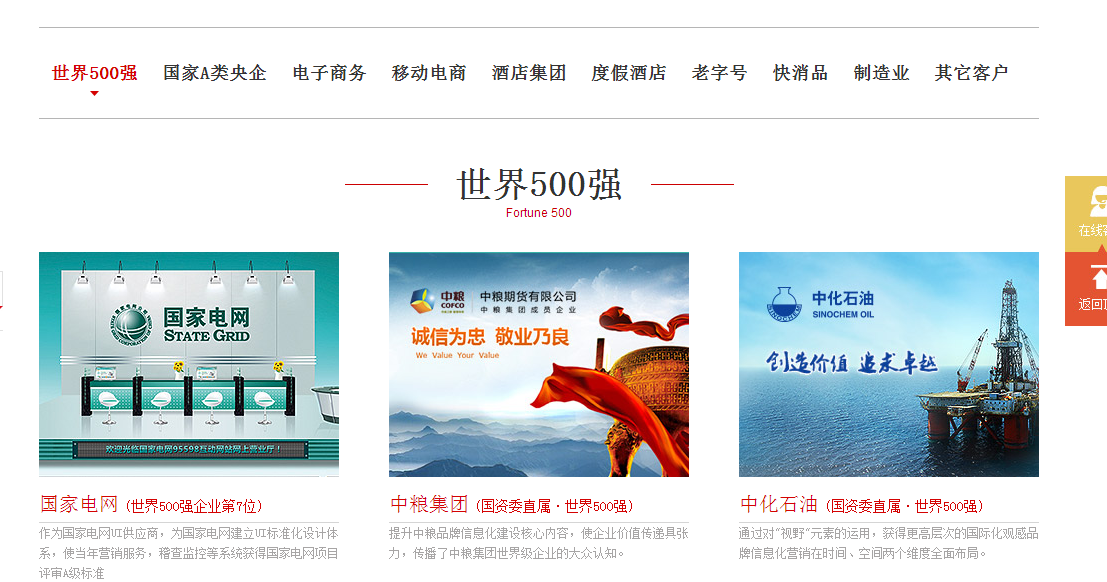 世界500强 国家A类央企 电子商务 移动电商 酒店集团 度假酒店 老字号 快消品 制造业 其它客户
世界500强
Fortune 500
在线
返回
国家电网
STATE GRID
欢迎光临国家电网95598互动网站网上营业厅！
中粮
COFCO
中粮期货有限公司
中粮集团成员企业
诚信为忠 敬业乃良
We Value Your Value
中化石油
SINOCHEM OIL
SINOCHEM
创造价值 追求卓越
国家电网（世界500强企业第7位）
作为国家电网UI供应商，为国家电网建立UI标准化设计体
系，使当年营销服务，稽查监控等系统获得国家电网项目
评审A级标准
中粮集团（国资委直属·世界500强）
提升中粮品牌信息化建设核心内容，使企业价值传递具张
力，传播了中粮集团世界级企业的大众认知。
中化石油（国资委直属·世界500强）
通过对“视野”元素的运用，获得更高层次的国际化观感品
牌信息化营销在时间、空间两个维度全面布局。